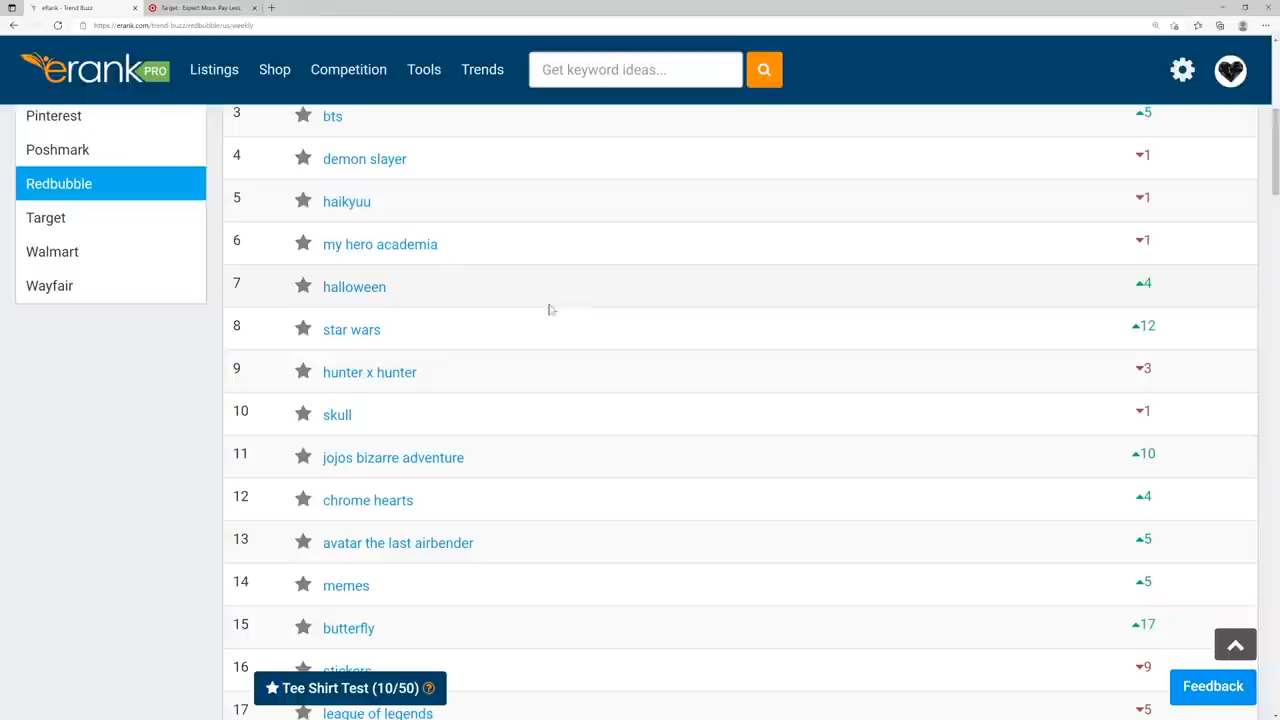 eRank - Trend Buzz
Target : Expect More. Pay Less.
https://erank.com/trend-buzz/redbubble/us/weekly
erank PRO
Listings
Shop
Competition
Tools
Trends
Get keyword ideas...
Pinterest
Poshmark
Redbubble
Target
Walmart
Wayfair
3 bts 5
4 demon slayer 1
5 haikyuu 1
6 my hero academia 1
7 halloween 4
8 star wars 12
9 hunter x hunter 3
10 skull 1
11 jojos bizarre adventure 10
12 chrome hearts 4
13 avatar the last airbender 5
14 memes 5
15 butterfly 17
16 stickers 9
17 league of legends 5
Tee Shirt Test (10/50) ?
Feedback